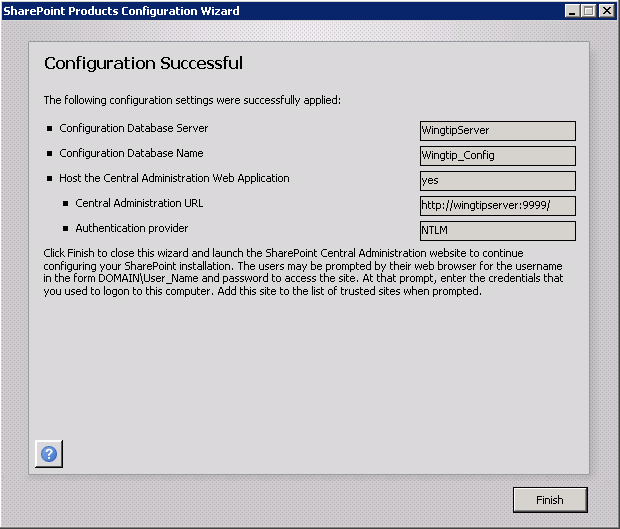 SharePoint Products Configuration Wizard
Configuration Successful
The following configuration settings were successfully applied:
Configuration Database Server WingtipServer
Configuration Database Name Wingtip_Config
Host the Central Administration Web Application yes
Central Administration URL http://wingtipserver:9999/
Authentication provider NTLM
Click Finish to close this wizard and launch the SharePoint Central Administration website to continue
configuring your SharePoint installation. The users may be prompted by their web browser for the username
in the form DOMAIN\User_Name and password to access the site. At that prompt, enter the credentials that
you used to logon to this computer. Add this site to the list of trusted sites when prompted.
?
Finish